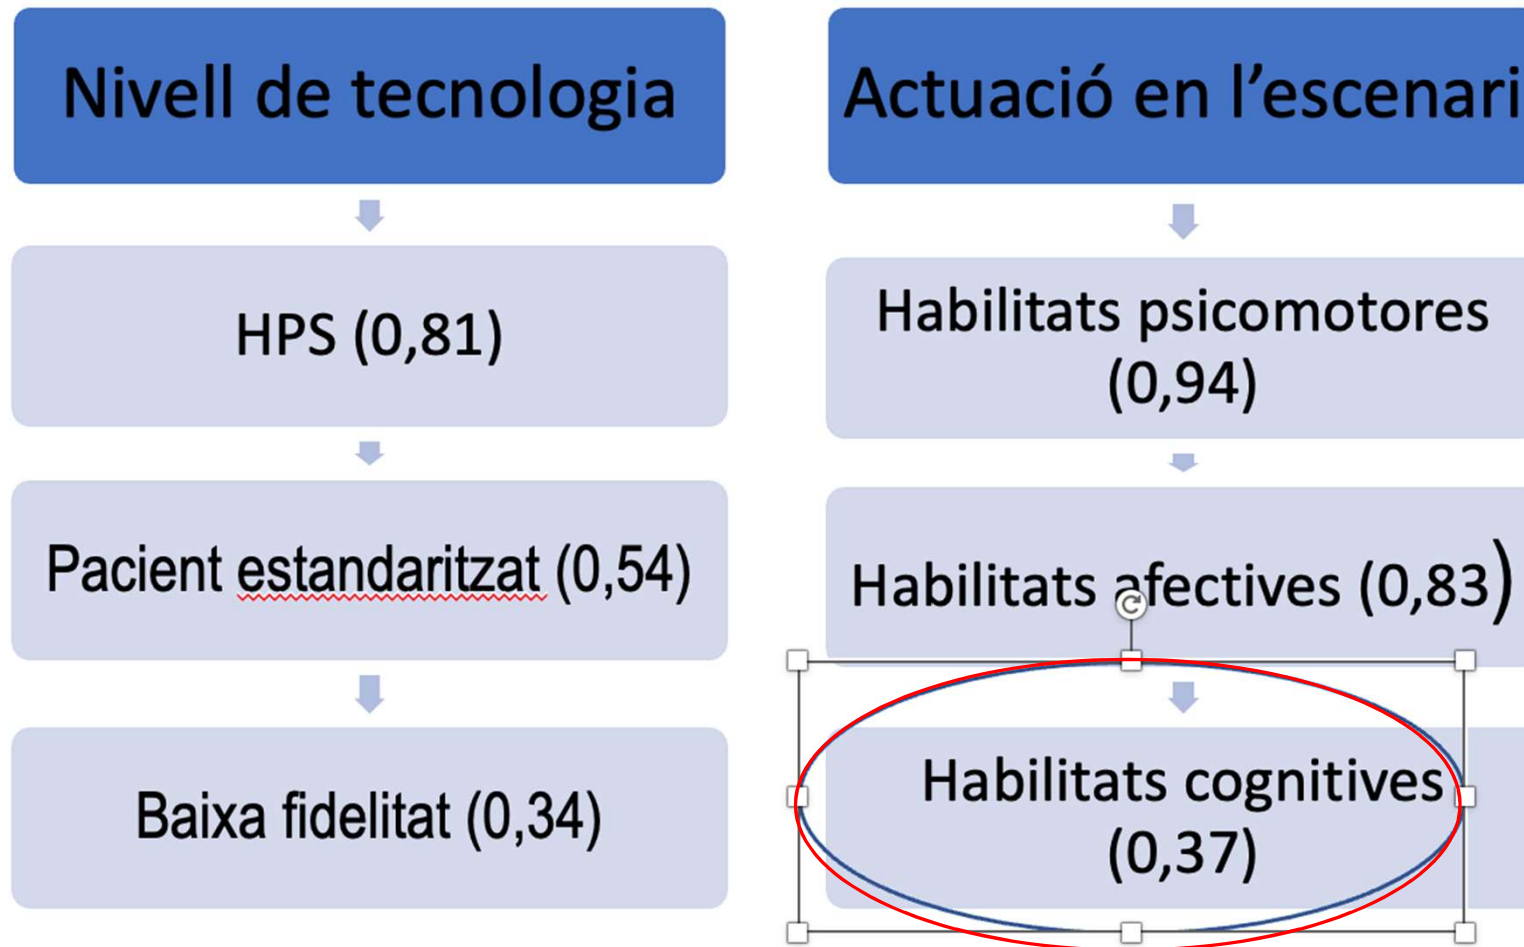 Nivell de tecnologia
HPS (0,81)
Pacient estandaritzat (0,54)
Baixa fidelitat (0,34)
Actuació en l’escenari
Habilitats psicomotores
(0,94)
Habilitats afectives (0,83)
Habilitats cognitives
(0,37)